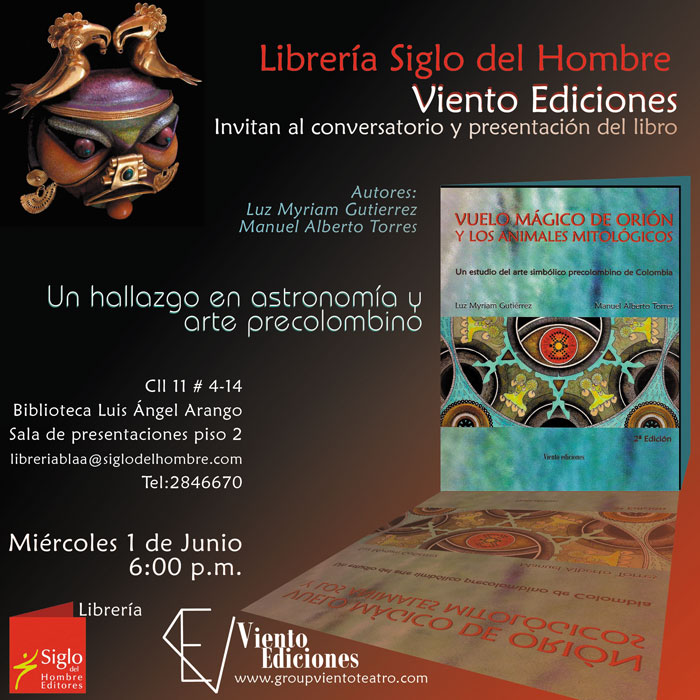 Librería Siglo del Hombre
Viento Ediciones
Invitan al conversatorio y presentación del libro
Autores:
Luz Myriam Gutierrez
Manuel Alberto Torres
Un hallazgo en astronomía y
arte precolombino
Cll 11 # 4-14
Biblioteca Luis Ángel Arango
Sala de presentaciones piso 2
libreriablaa@siglodelhombre.com
Tel:2846670
Miércoles 1 de Junio
6:00 p.m.
VUELO MÁGICO DE ORIÓN
Y LOS ANIMALES MITOLÓGICOS
Un estudio del arte simbólico precolombino de Colombia
Luz Myriam Gutiérrez Manuel Alberto Torres
2ª Edición
Viento ediciones
Librería
Siglo
del
Hombre
Editores
Viento
Ediciones
www.groupvientoteatro.com